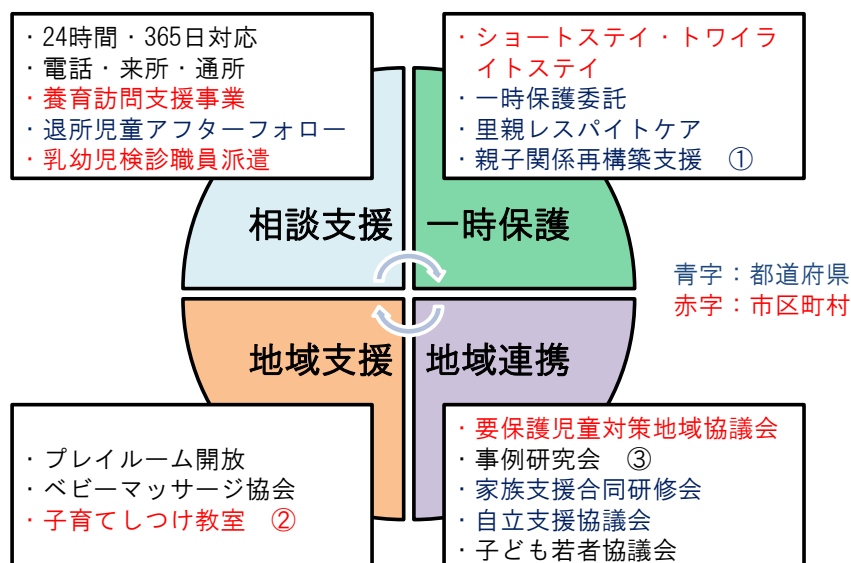 ・24時間・365日対応
・電話・来所・通所
・養育訪問支援事業
・退所児童アフターフォロー
・乳幼児検診職員派遣
・ショートステイ・トワイラ
イトステイ
・一時保護委託
・里親レスパイトケア
・親子関係再構築支援　①
相談支援
一時保護
青字：都道府県
赤字：市区町村
地域支援
地域連携
・プレイルーム開放
・ベビーマッサージ協会
・子育てしつけ教室　②
・要保護児童対策地域協議会
・事例研究会　③
・家族支援合同研修会
・自立支援協議会
・子ども若者協議会